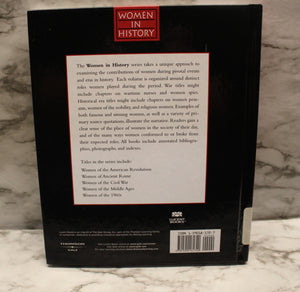 WOMEN
IN
HISTORY
The Women in History series takes a unique approach to
examining the contributions of women during pivotal events
and eras in history. Each volume is organized around distinct
roles women played during the period. War titles might
include chapters on wartime nurses and women spies.
Historical era titles might include chapters on women peas-
ants, women of the nobility, and religious women. Examples of
both famous and unsung women, as well as a variety of primary
source quotations, illustrate the narrative. Readers gain a
clear sense of the place of women in the society of their day,
and of the many ways women conformed to or broke from
their expected roles. All books include annotated bibliogra-
phies, photographs, and indexes.
Titles in the series include:
Women of the American Revolution
Women of Ancient Rome
Women of the Civil War
Women of the Middle Ages
Women of the 1960s
LUCENT
BOOKS
THOMSON
GALE